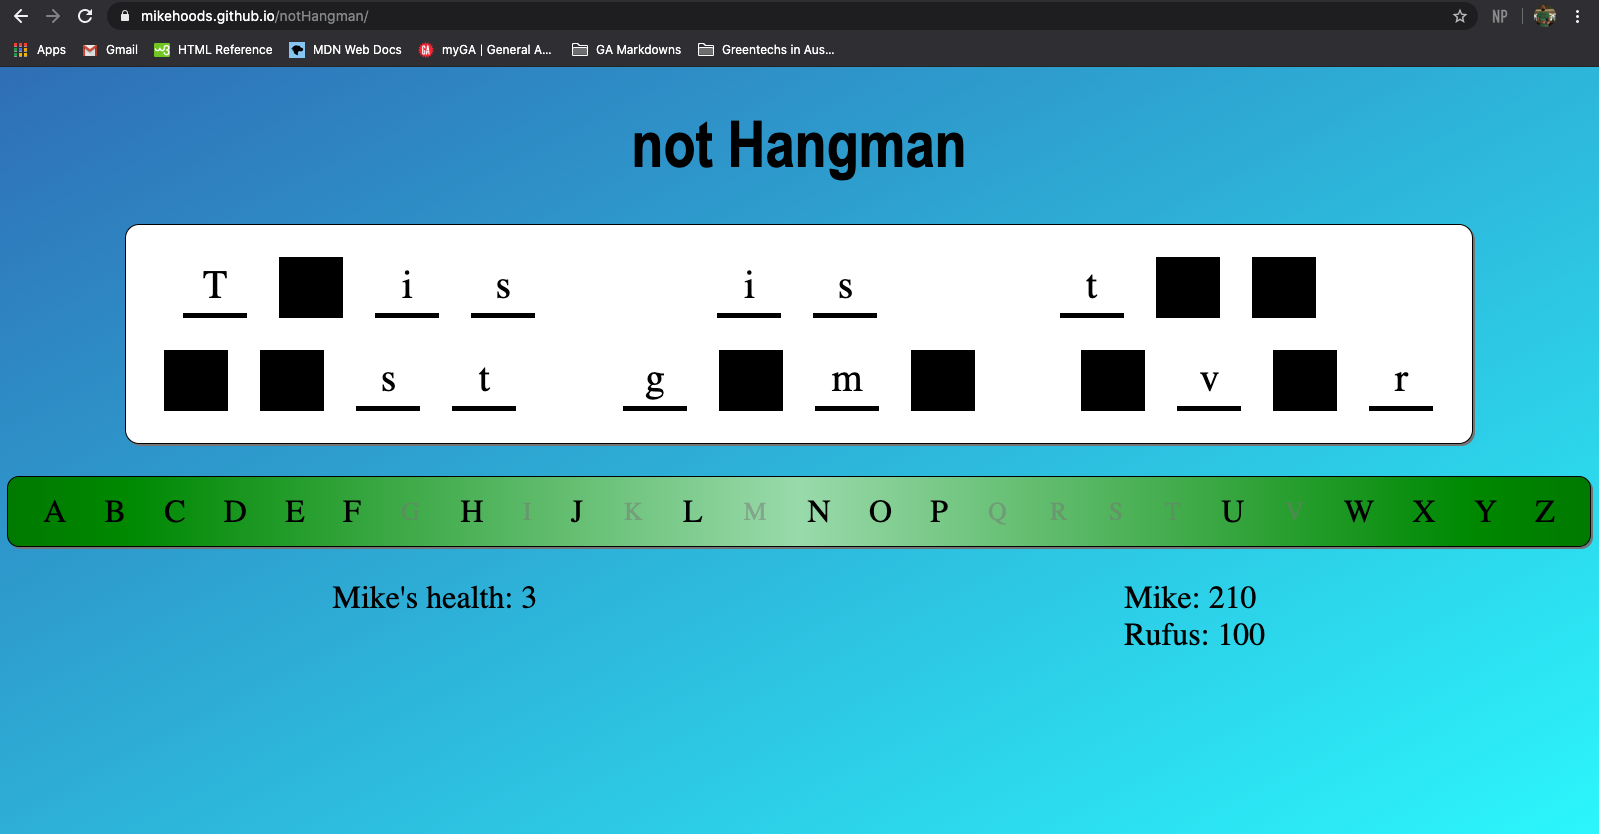 mikehoods.github.io/notHangman/ NP
Apps Gmail HTML Reference MDN Web Docs GA myGA | General A... GA Markdowns Greentechs in Aus...
not Hangman
T i s i s t
s t g m v r
A B C D E F G H I J K L M N O P Q R S T U V W X Y Z
Mike's health: 3 Mike: 210
Rufus: 100